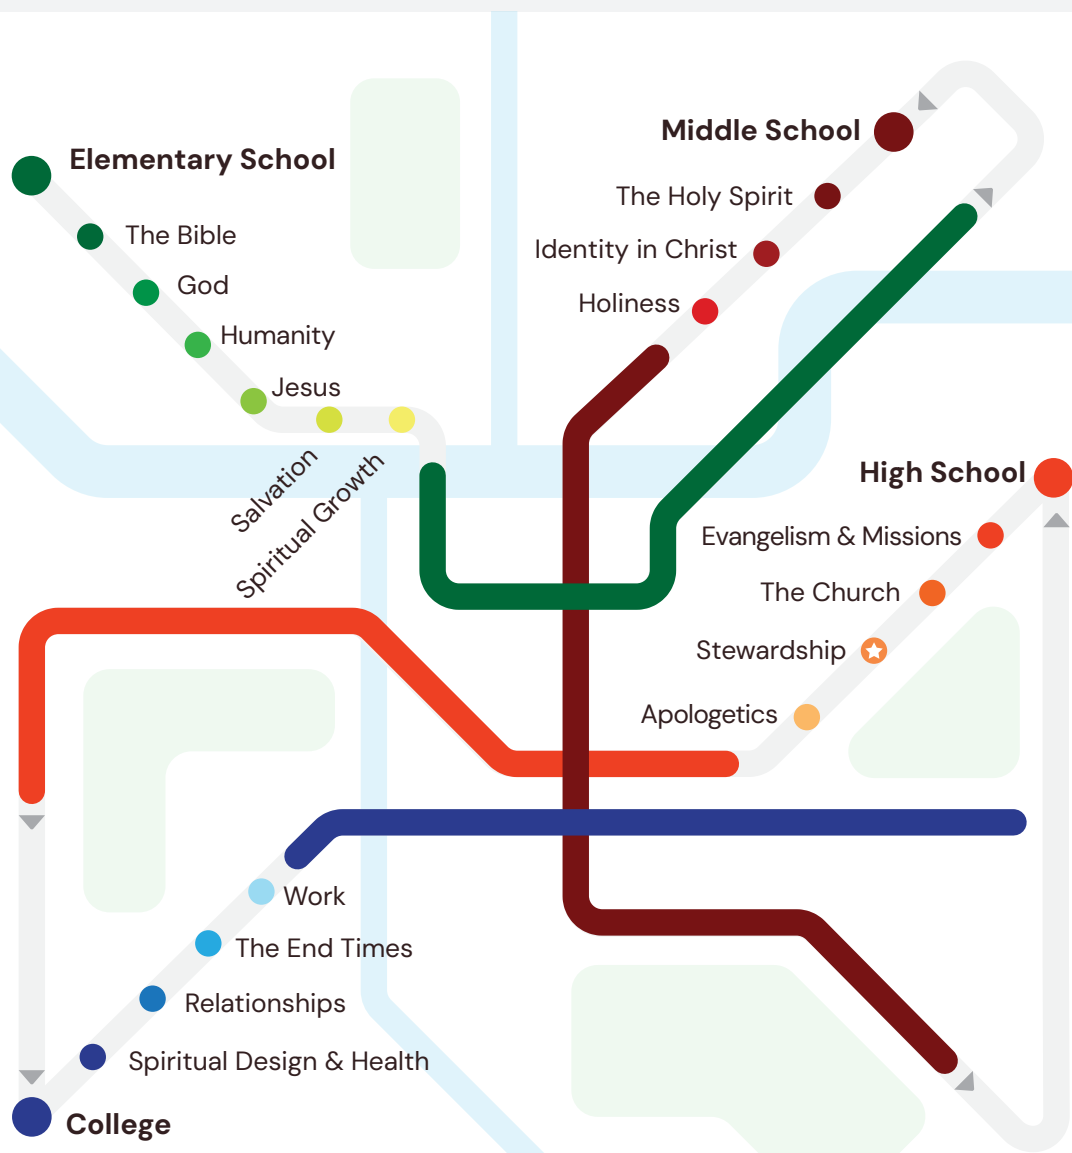 Elementary School
The Bible
God
Humanity
Jesus
Salvation
Spiritual Growth
Middle School
The Holy Spirit
Identity in Christ
Holiness
High School
Evangelism & Missions
The Church
Stewardship
Apologetics
Work
The End Times
Relationships
Spiritual Design & Health
College